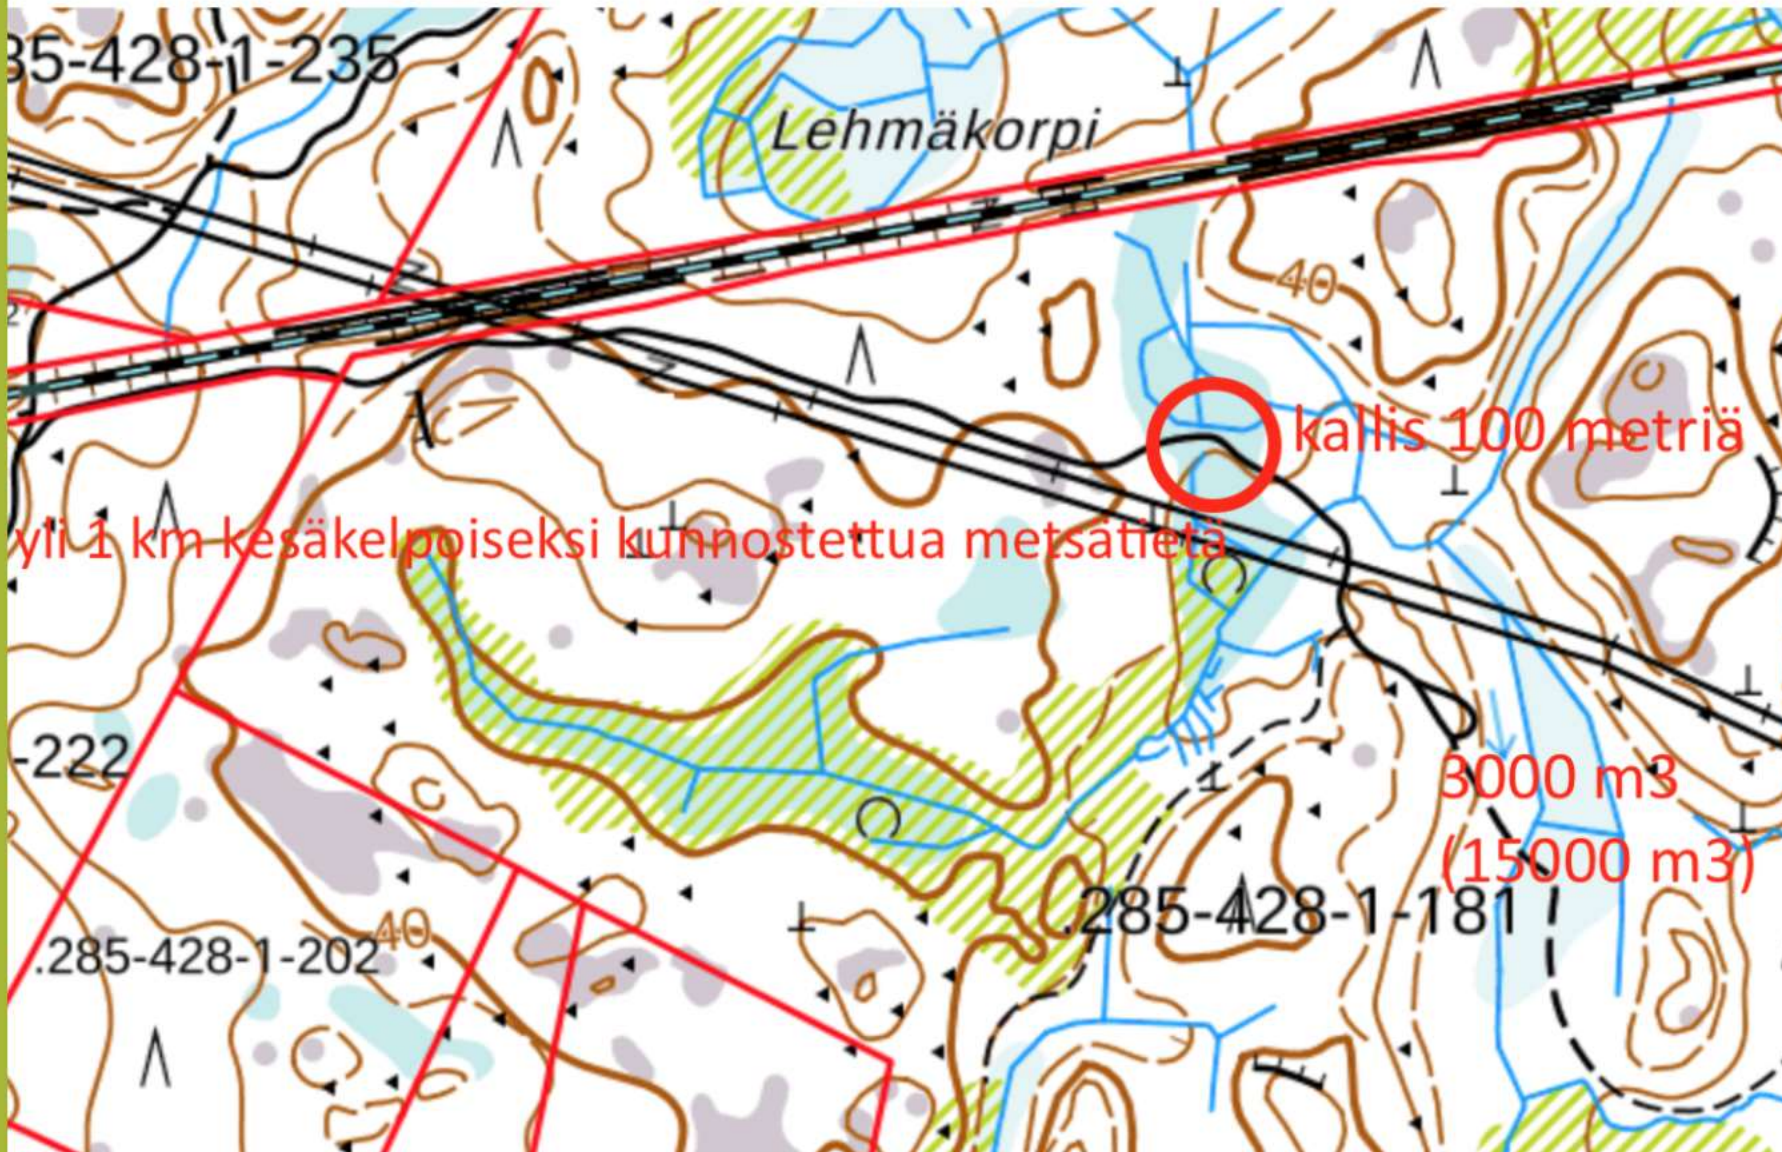 35-428-1-235
Lehmäkorpi
40
kallis 100 metriä
yli 1 km kesäkelpoiseksi kunnostettua metsätietä
-222
3000 m3
(15000 m3)
.285-428-1-181
40
.285-428-1-202